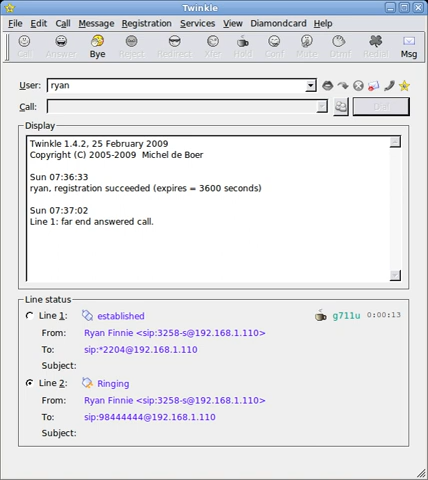 Twinkle
File Edit Call Message Registration Services View Diamondcard Help
Call Answer Bye Reject Redirect Xfer Hold Conf Mute Dtmf Redial Msg
User: ryan
Call: Dial
Display
Twinkle 1.4.2, 25 February 2009
Copyright (C) 2005-2009 Michel de Boer
Sun 07:36:33
ryan, registration succeeded (expires = 3600 seconds)
Sun 07:37:02
Line 1: far end answered call.
Line status
Line 1: established g711u 0:00:13
From: Ryan Finnie <sip:3258-s@192.168.1.110>
To: sip:*2204@192.168.1.110
Subject:
Line 2: Ringing
From: Ryan Finnie <sip:3258-s@192.168.1.110>
To: sip:98444444@192.168.1.110
Subject: